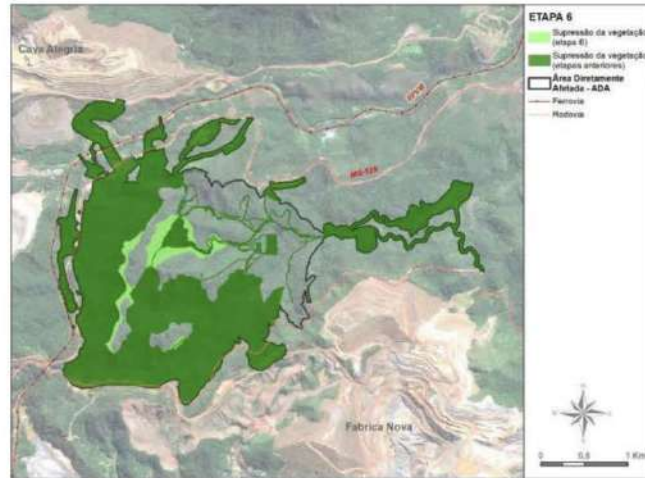 ETAPA 6
Supressão da vegetação
(etapa 6)
Supressão da vegetação
(etapas anteriores)
Área Diretamente
Afetada - ADA
Ferrovia
Rodovia
Cava Alegria
EFVM
MG-129
Fabrica Nova
0 0,5 1 Km